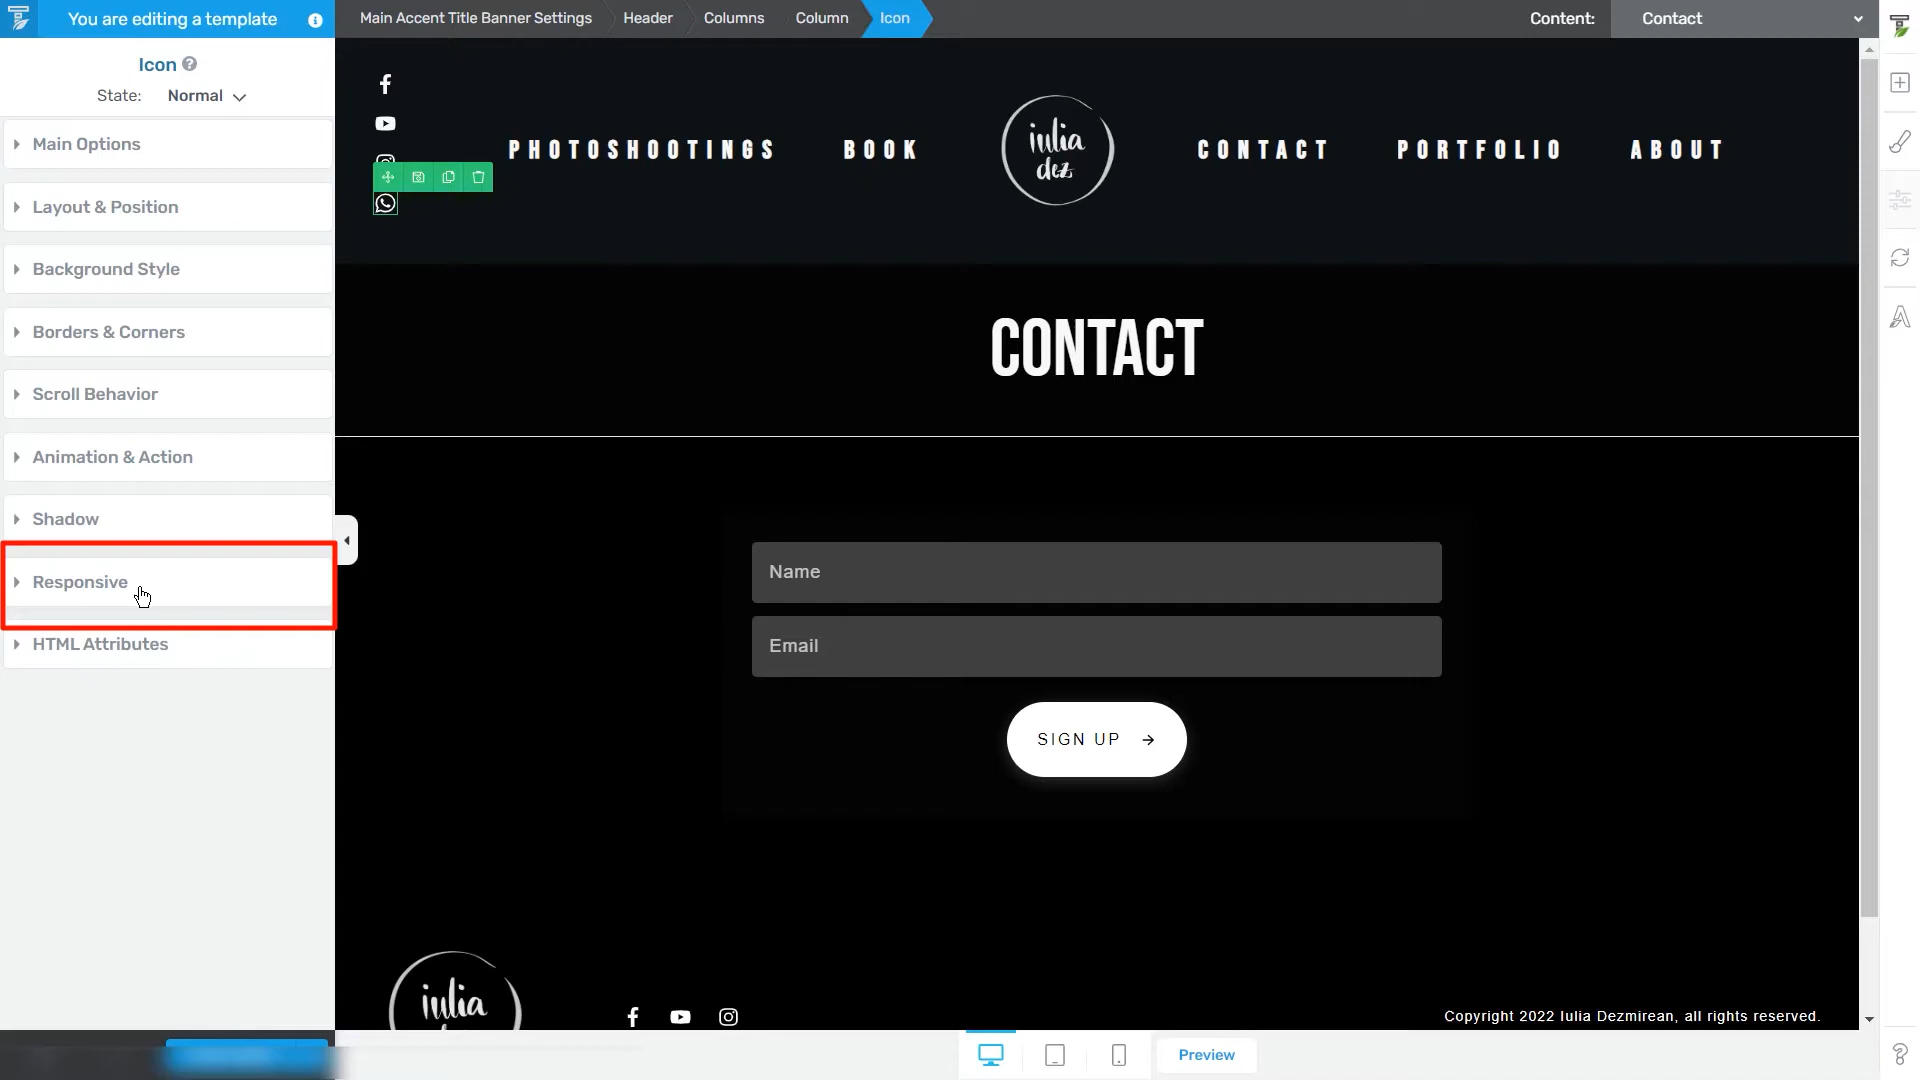 You are editing a template
Main Accent Title Banner Settings
Header
Columns
Column
Icon
Content:
Contact
Icon
State:
Normal
Main Options
Layout & Position
Background Style
Borders & Corners
Scroll Behavior
Animation & Action
Shadow
Responsive
HTML Attributes
PHOTOSHOOTINGS
BOOK
iulia
dez
CONTACT
PORTFOLIO
ABOUT
CONTACT
Name
Email
SIGN UP
iulia
Copyright 2022 Iulia Dezmirean, all rights reserved.
Preview